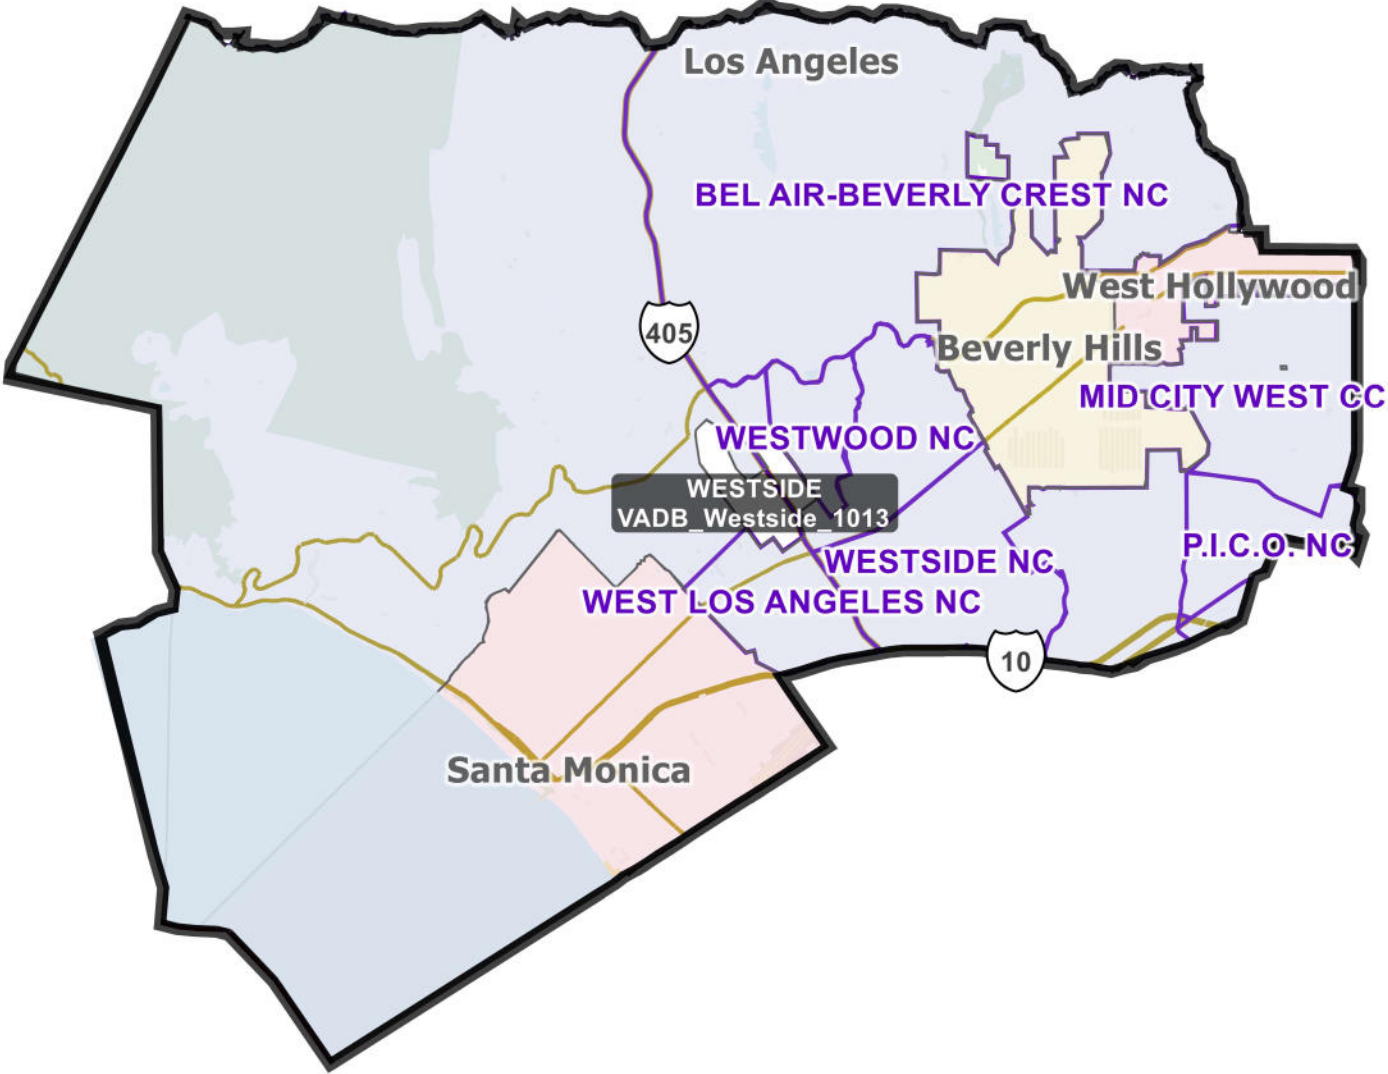 Los Angeles
BEL AIR-BEVERLY CREST NC
West Hollywood
405
Beverly Hills
MID CITY WEST CC
WESTWOOD NC
WESTSIDE
VADB_Westside_1013
P.I.C.O. NC
WESTSIDE NC
WEST LOS ANGELES NC
10
Santa Monica